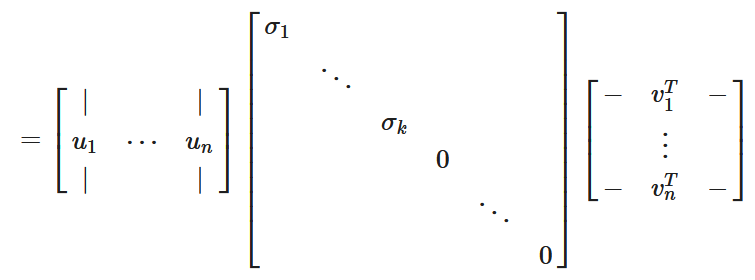 = [ | | ] [ σ₁ ⋱ σₖ 0 ⋱ 0 ] [ − v₁ᵀ − ]
[ u₁ ⋯ uₙ ] [ ⋮ ]
[ | | ] [ − vₙᵀ − ]